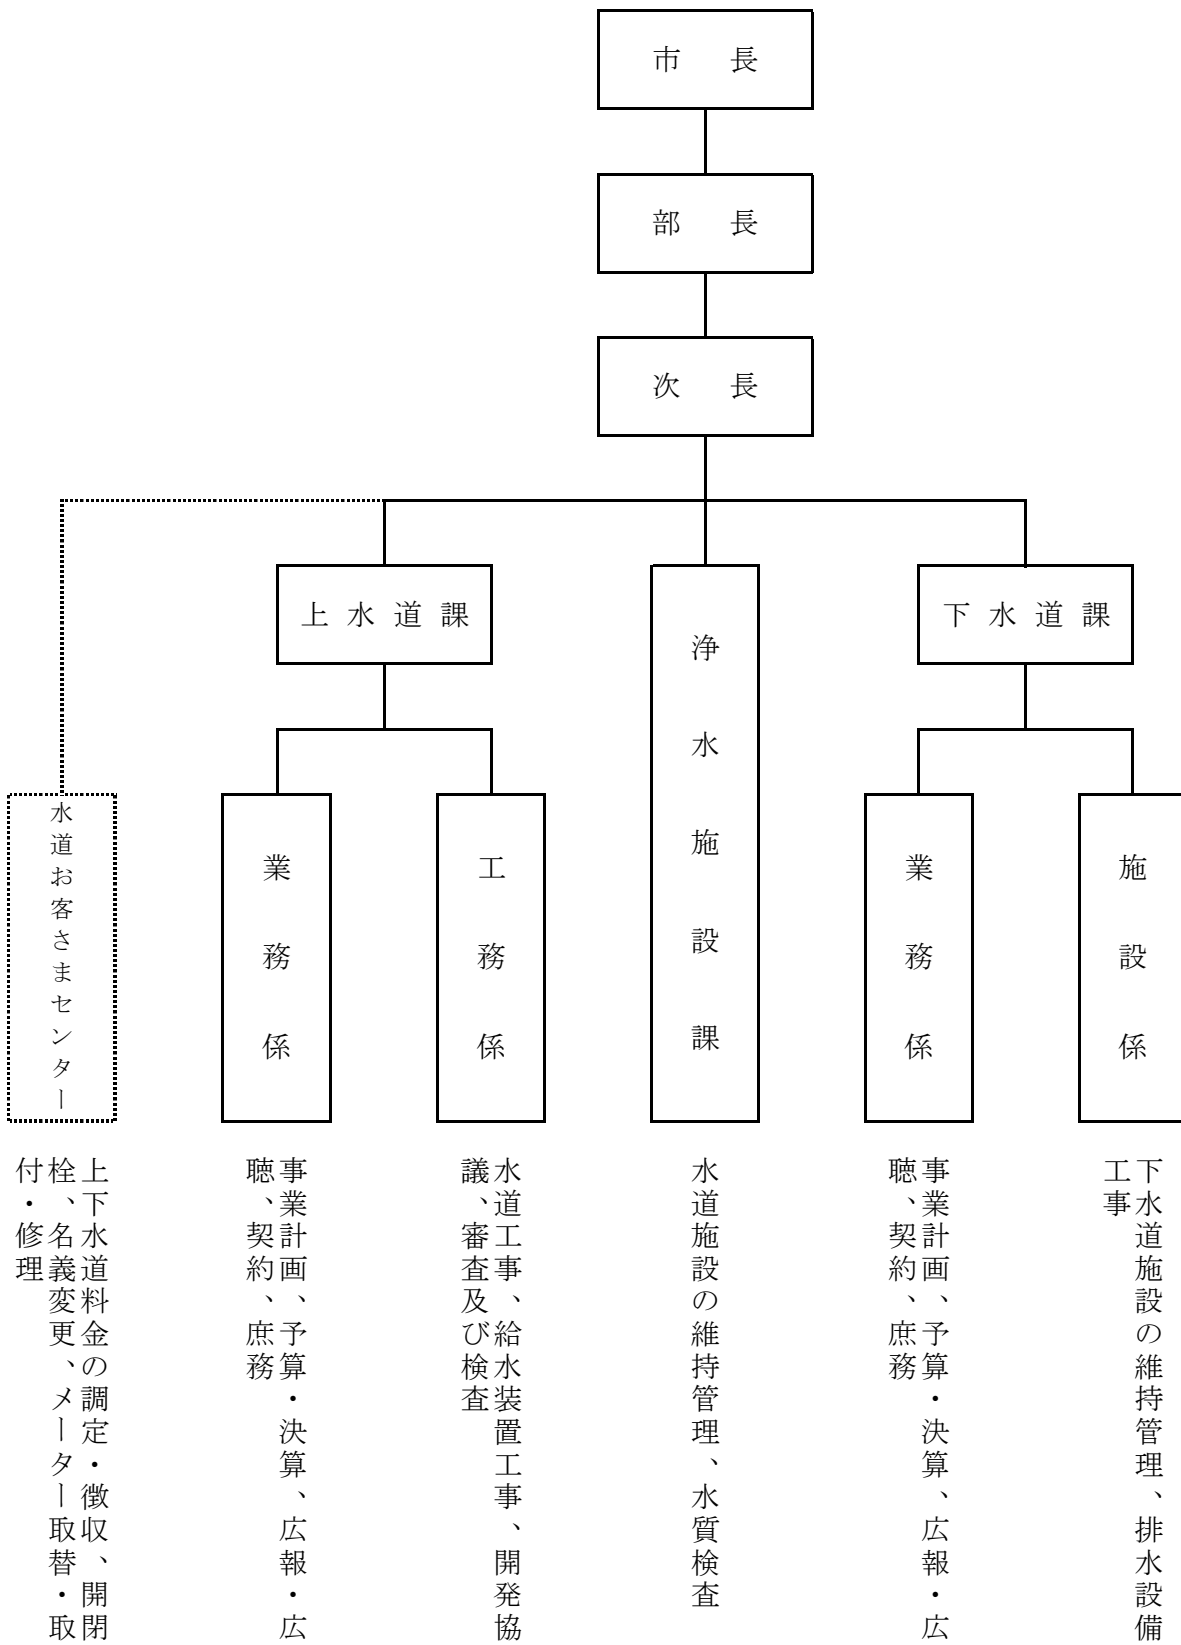 市長
部長
次長
上水道課
浄水施設課
下水道課
水道お客さまセンター
業務係
工務係
業務係
施設係
上下水道料金の調定・徴収、開閉
栓、名義変更、メーター取替・取
付・修理
事業計画、予算・決算、広報・広
聴、契約、庶務
水道工事、給水装置工事、開発協
議、審査及び検査
水道施設の維持管理、水質検査
事業計画、予算・決算、広報・広
聴、契約、庶務
下水道施設の維持管理、排水設備
工事